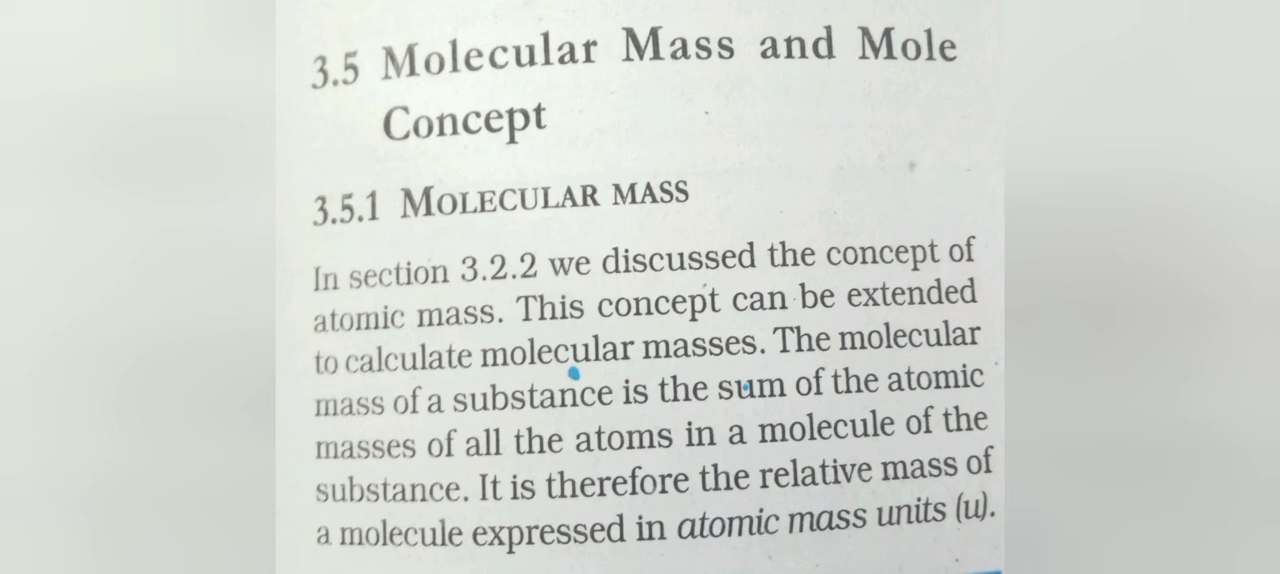 3.5 Molecular Mass and Mole
Concept
3.5.1 MOLECULAR MASS
In section 3.2.2 we discussed the concept of
atomic mass. This concept can be extended
to calculate molecular masses. The molecular
mass of a substance is the sum of the atomic
masses of all the atoms in a molecule of the
substance. It is therefore the relative mass of
a molecule expressed in atomic mass units (u).